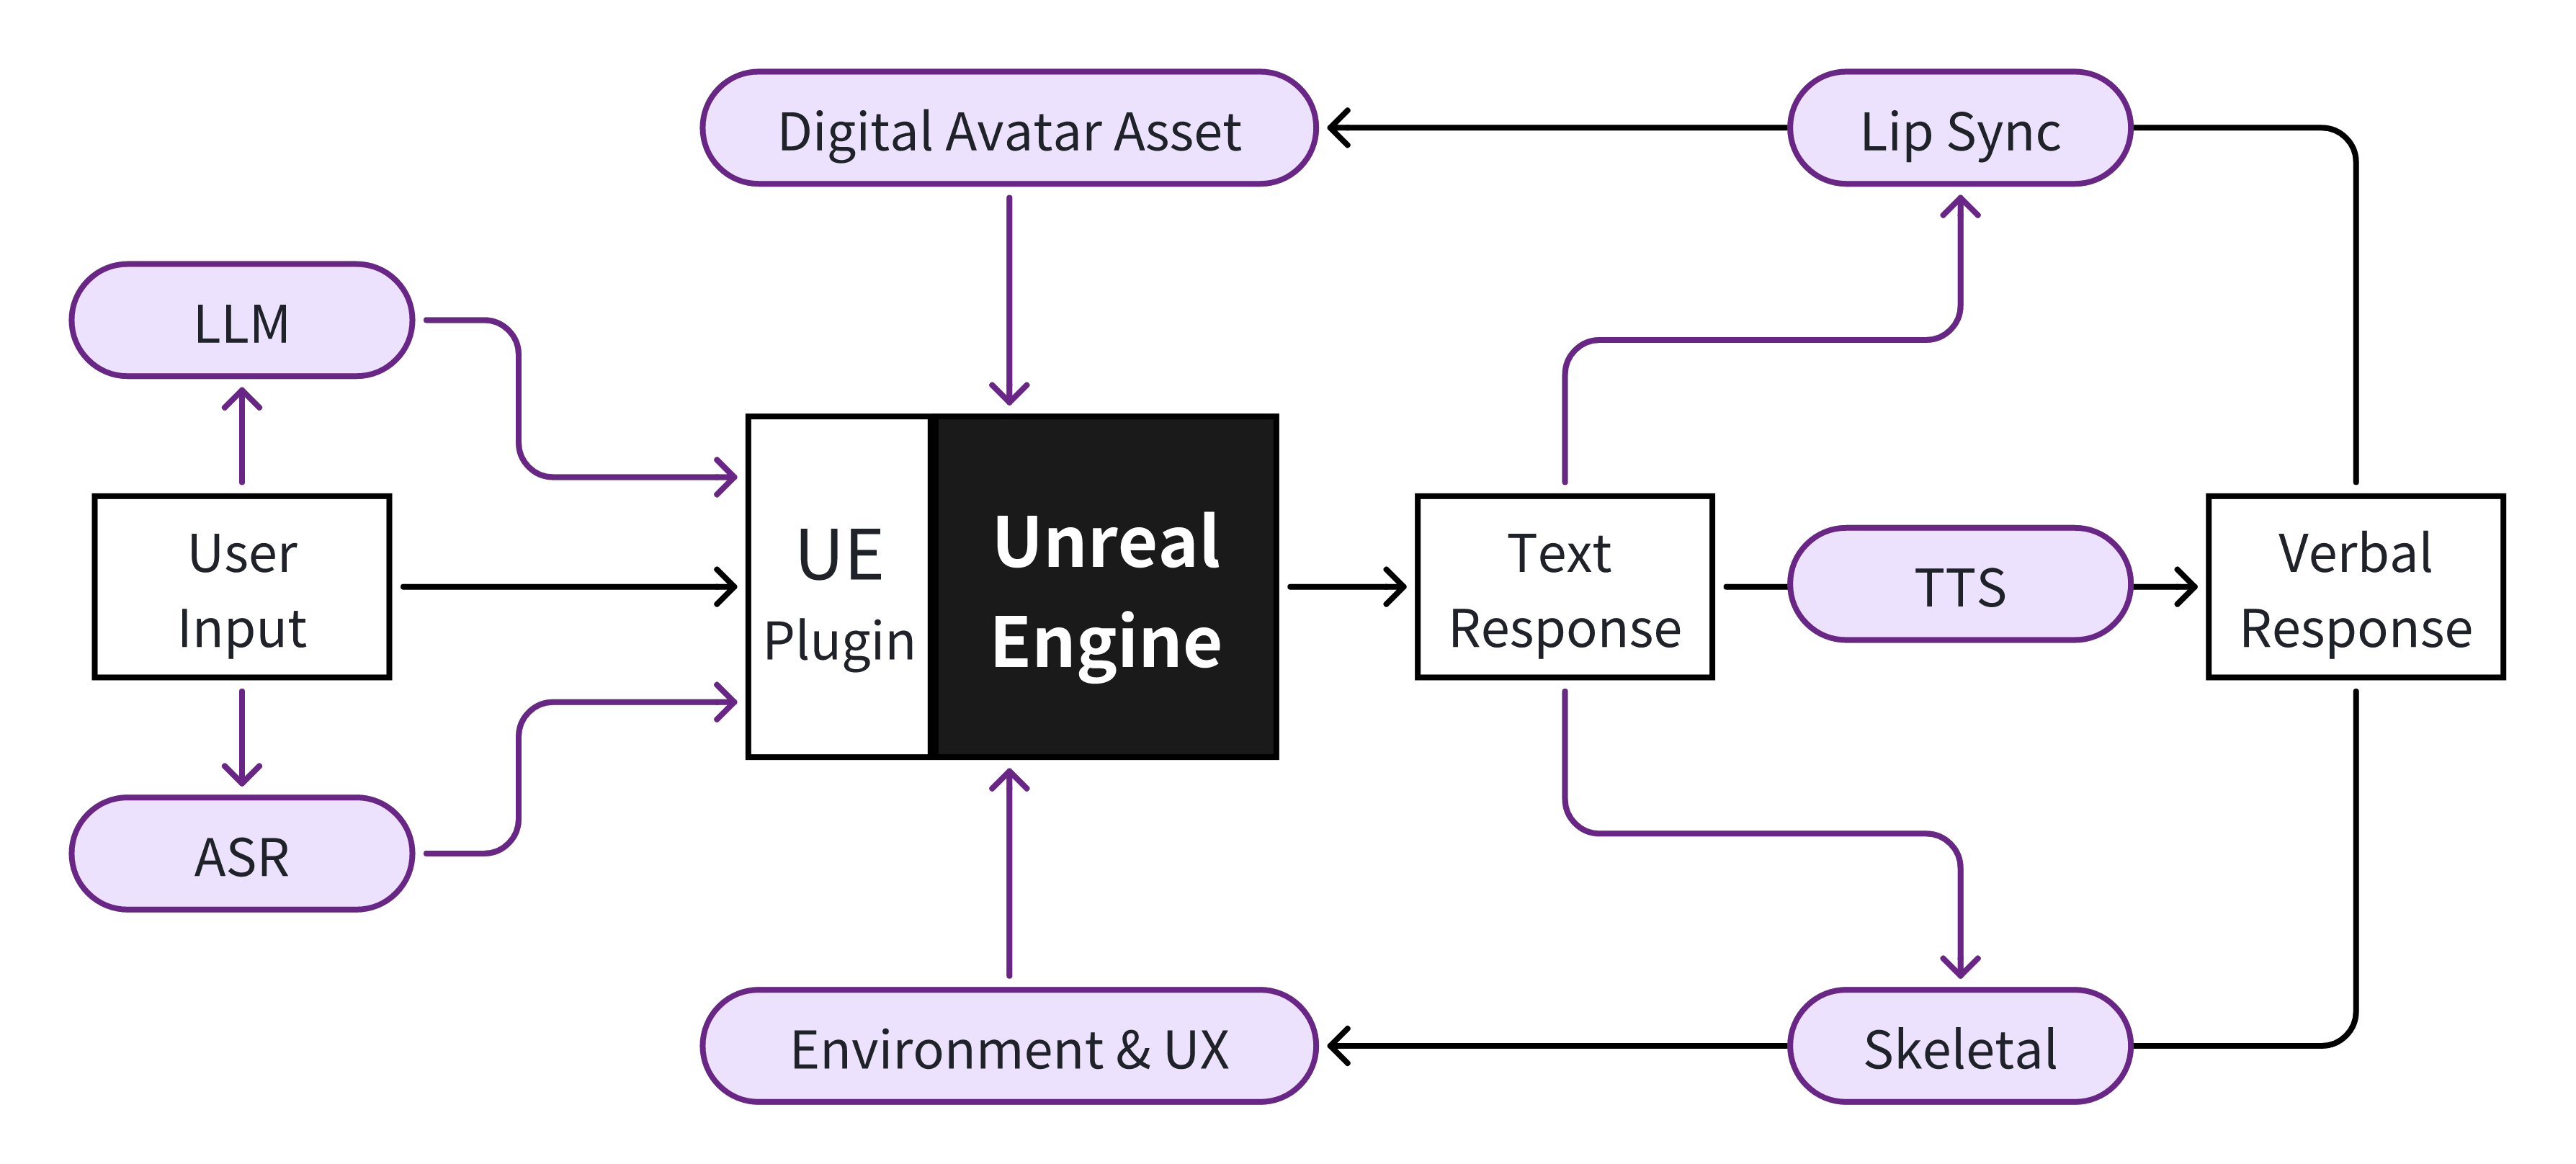 Digital Avatar Asset
Lip Sync
LLM
User
Input
UE
Plugin
Unreal
Engine
Text
Response
TTS
Verbal
Response
ASR
Environment & UX
Skeletal